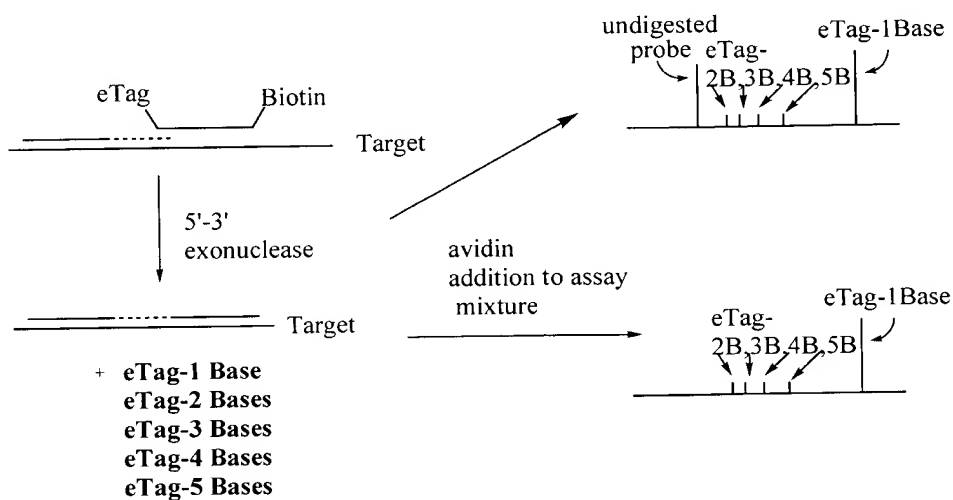 eTag
Biotin
Target
5'-3'
exonuclease
Target
+ eTag-1 Base
eTag-2 Bases
eTag-3 Bases
eTag-4 Bases
eTag-5 Bases
undigested
probe
eTag-
2B,3B,4B,5B
eTag-1Base
avidin
addition to assay
mixture
eTag-1Base
eTag-
2B,3B,4B,5B